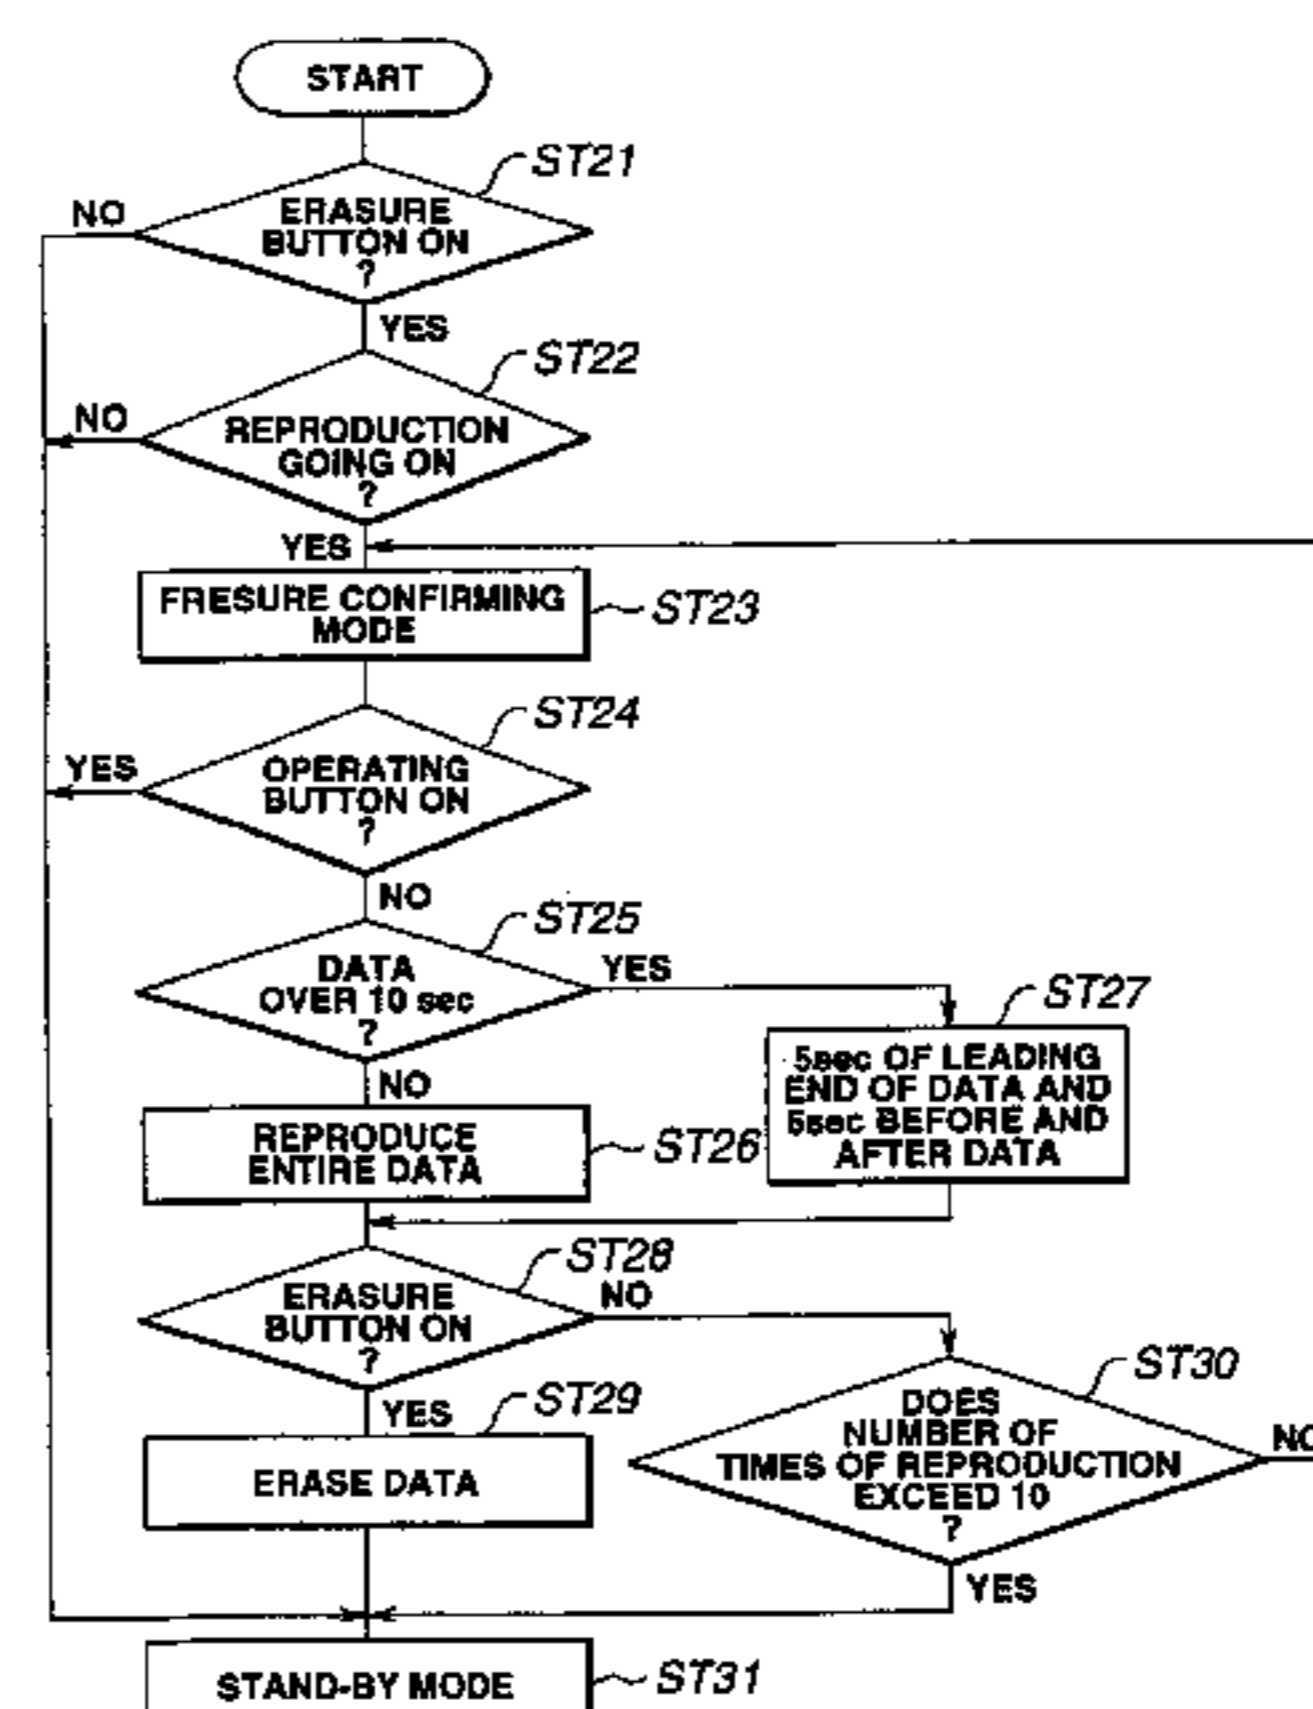 START
ST21
NO
ERASURE
BUTTON ON
?
YES
ST22
NO
REPRODUCTION
GOING ON
?
YES
FRESURE CONFIRMING
MODE
ST23
ST24
YES
OPERATING
BUTTON ON
?
NO
ST25
DATA
OVER 10 sec
?
YES
ST27
5sec OF LEADING
END OF DATA AND
5sec BEFORE AND
AFTER DATA
NO
REPRODUCE
ENTIRE DATA
ST26
ST28
ERASURE
BUTTON ON
?
NO
ST30
DOES
NUMBER OF
TIMES OF REPRODUCTION
EXCEED 10
?
NO
YES
YES
ST29
ERASE DATA
STAND-BY MODE
ST31